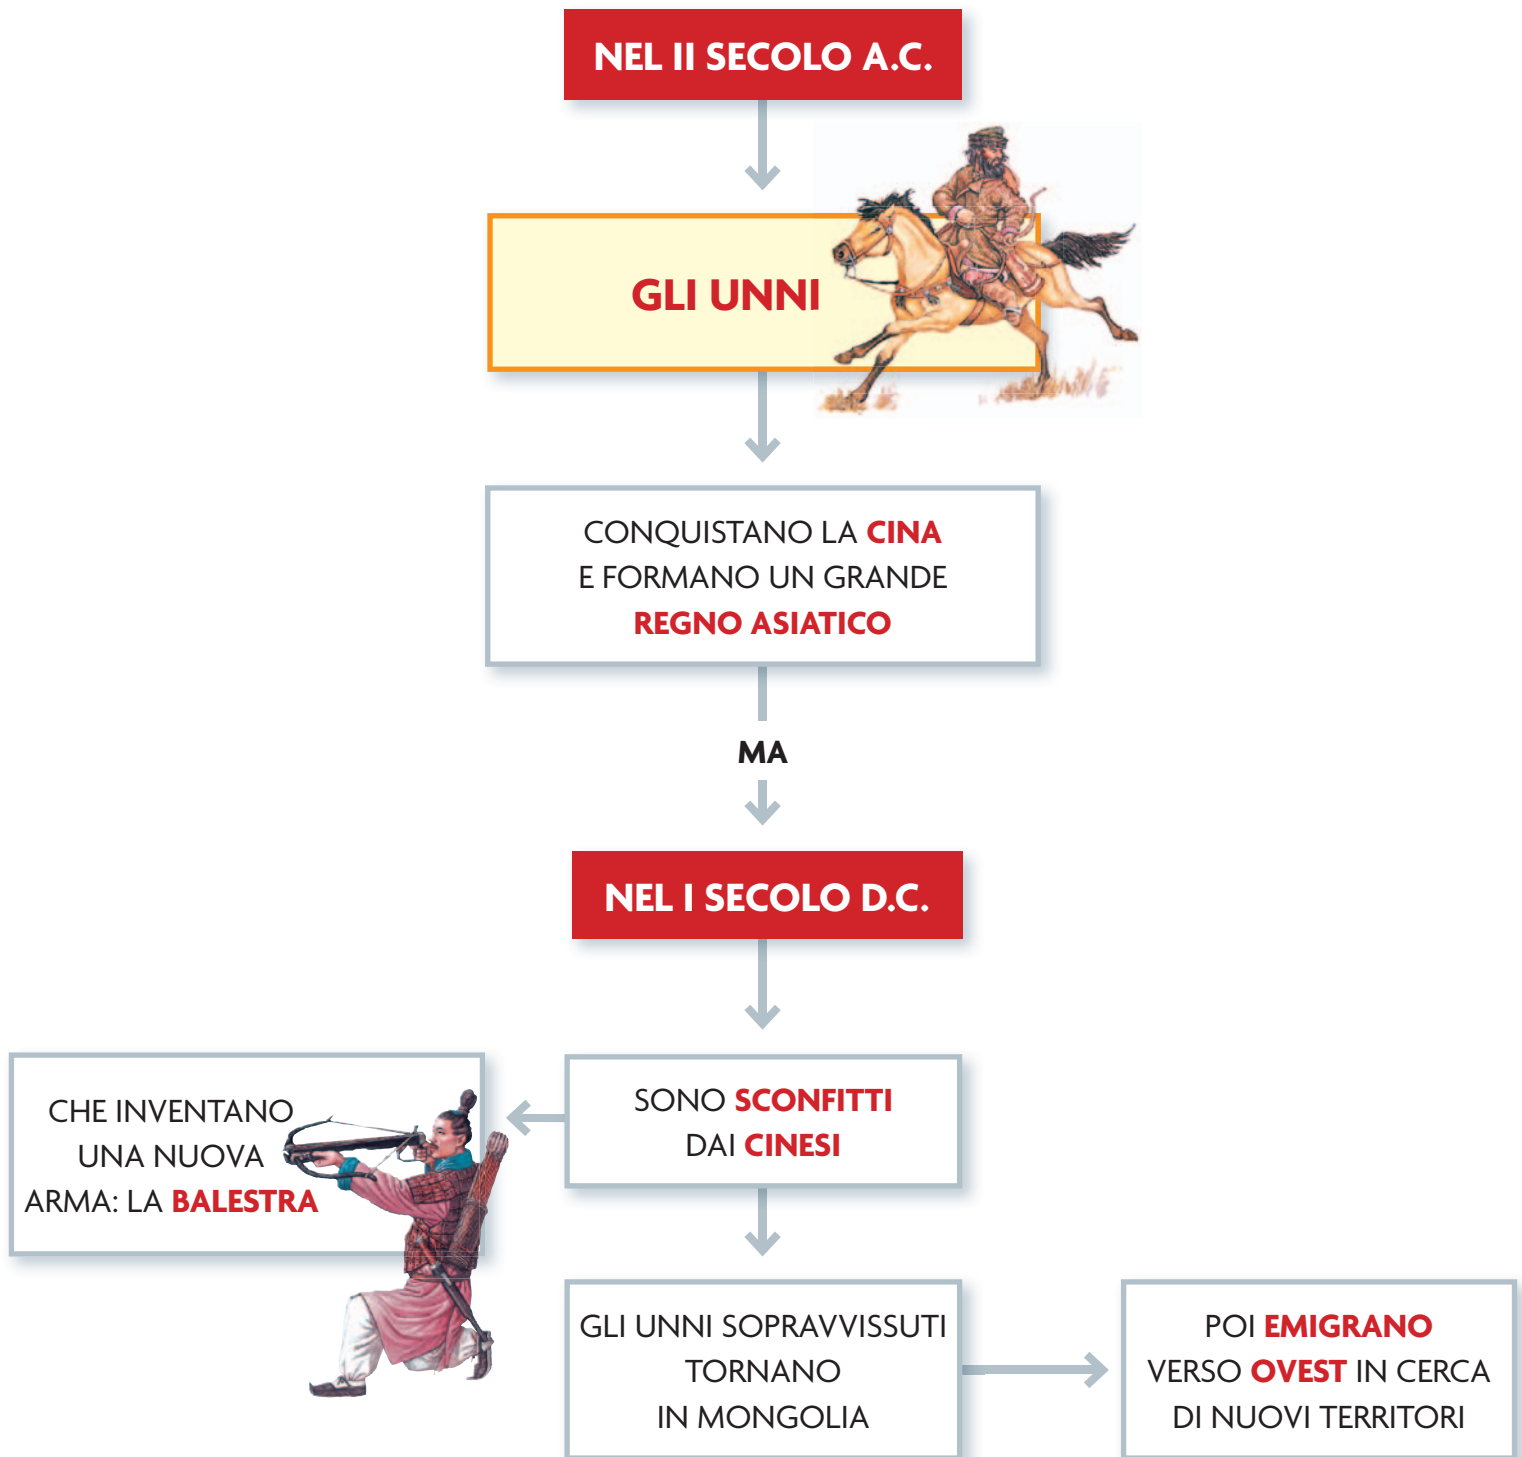 NEL II SECOLO A.C.
GLI UNNI
CONQUISTANO LA CINA
E FORMANO UN GRANDE
REGNO ASIATICO
MA
NEL I SECOLO D.C.
SONO SCONFITTI
DAI CINESI
CHE INVENTANO
UNA NUOVA
ARMA: LA BALESTRA
GLI UNNI SOPRAVVISSUTI
TORNANO
IN MONGOLIA
POI EMIGRANO
VERSO OVEST IN CERCA
DI NUOVI TERRITORI